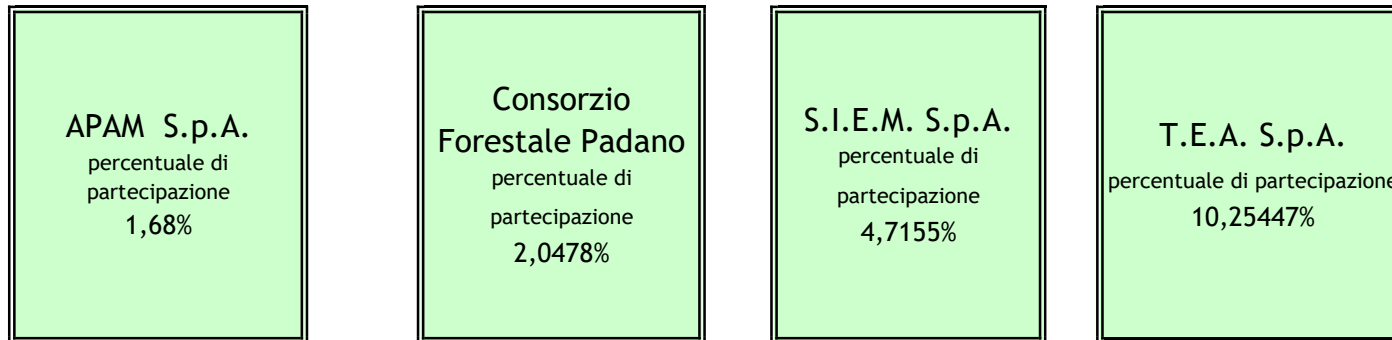 APAM S.p.A.
percentuale di
partecipazione
1,68%
Consorzio
Forestale Padano
percentuale di
partecipazione
2,0478%
S.I.E.M. S.p.A.
percentuale di
partecipazione
4,7155%
T.E.A. S.p.A.
percentuale di partecipazione
10,25447%